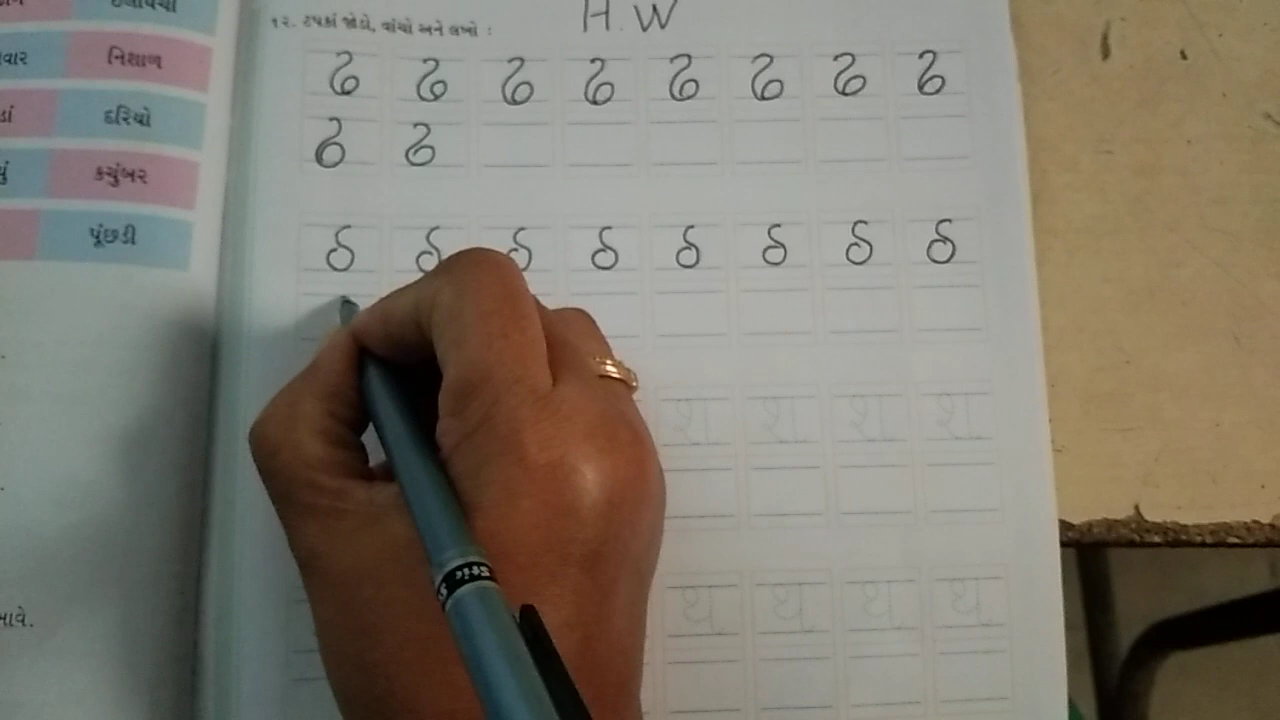 નિશાળ
દરિયો
કચુંબર
પૂંછડી
૧૨. ટપકાં જોડો, વાંચો અને લખો :
H.W
ઢ ઢ ઢ ઢ ઢ ઢ ઢ ઢ
ઢ ઢ
ઠ ઠ ઠ ઠ ઠ ઠ ઠ ઠ
શ શ શ શ